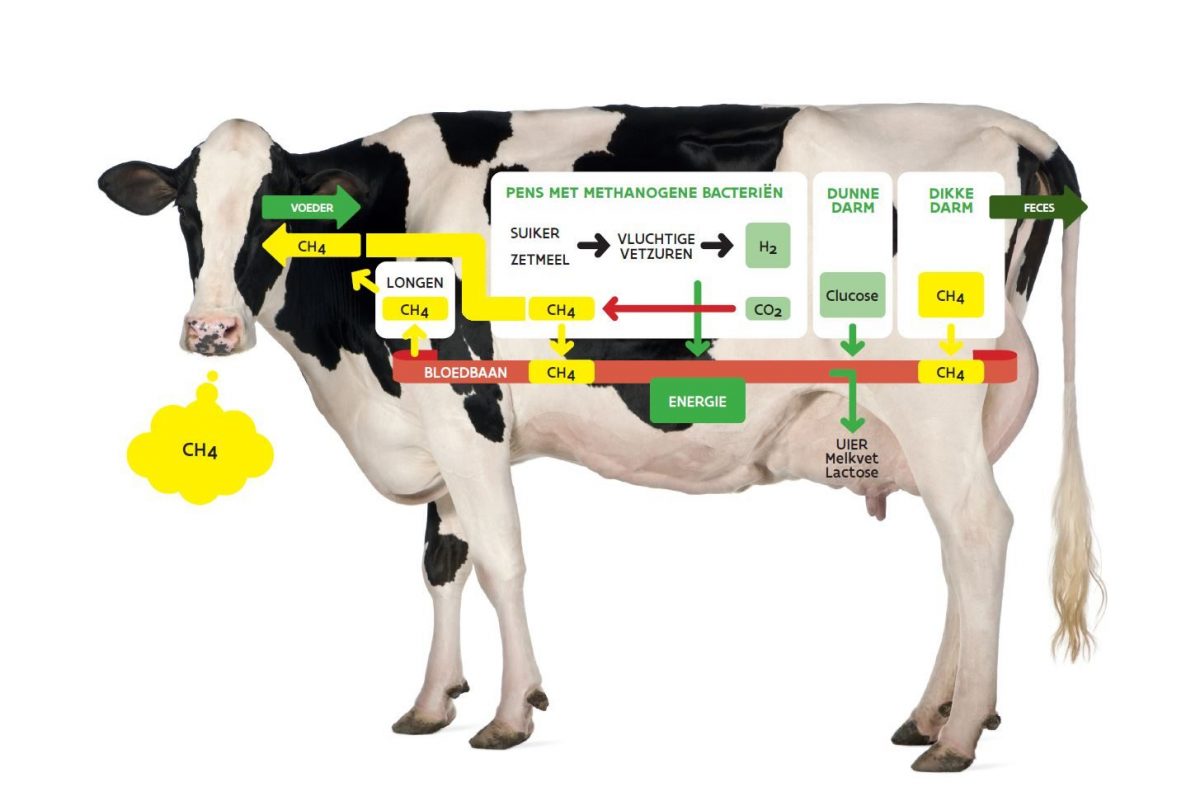 VOEDER
CH4
LONGEN
CH4
PENS MET METHANOGENE BACTERIËN
SUIKER
ZETMEEL
VLUCHTIGE
VETZUREN
H2
CH4
CO2
DUNNE
DARM
Clucose
DIKKE
DARM
CH4
FECES
BLOEDBAAN
CH4
CH4
ENERGIE
UIER
Melkvet
Lactose
CH4